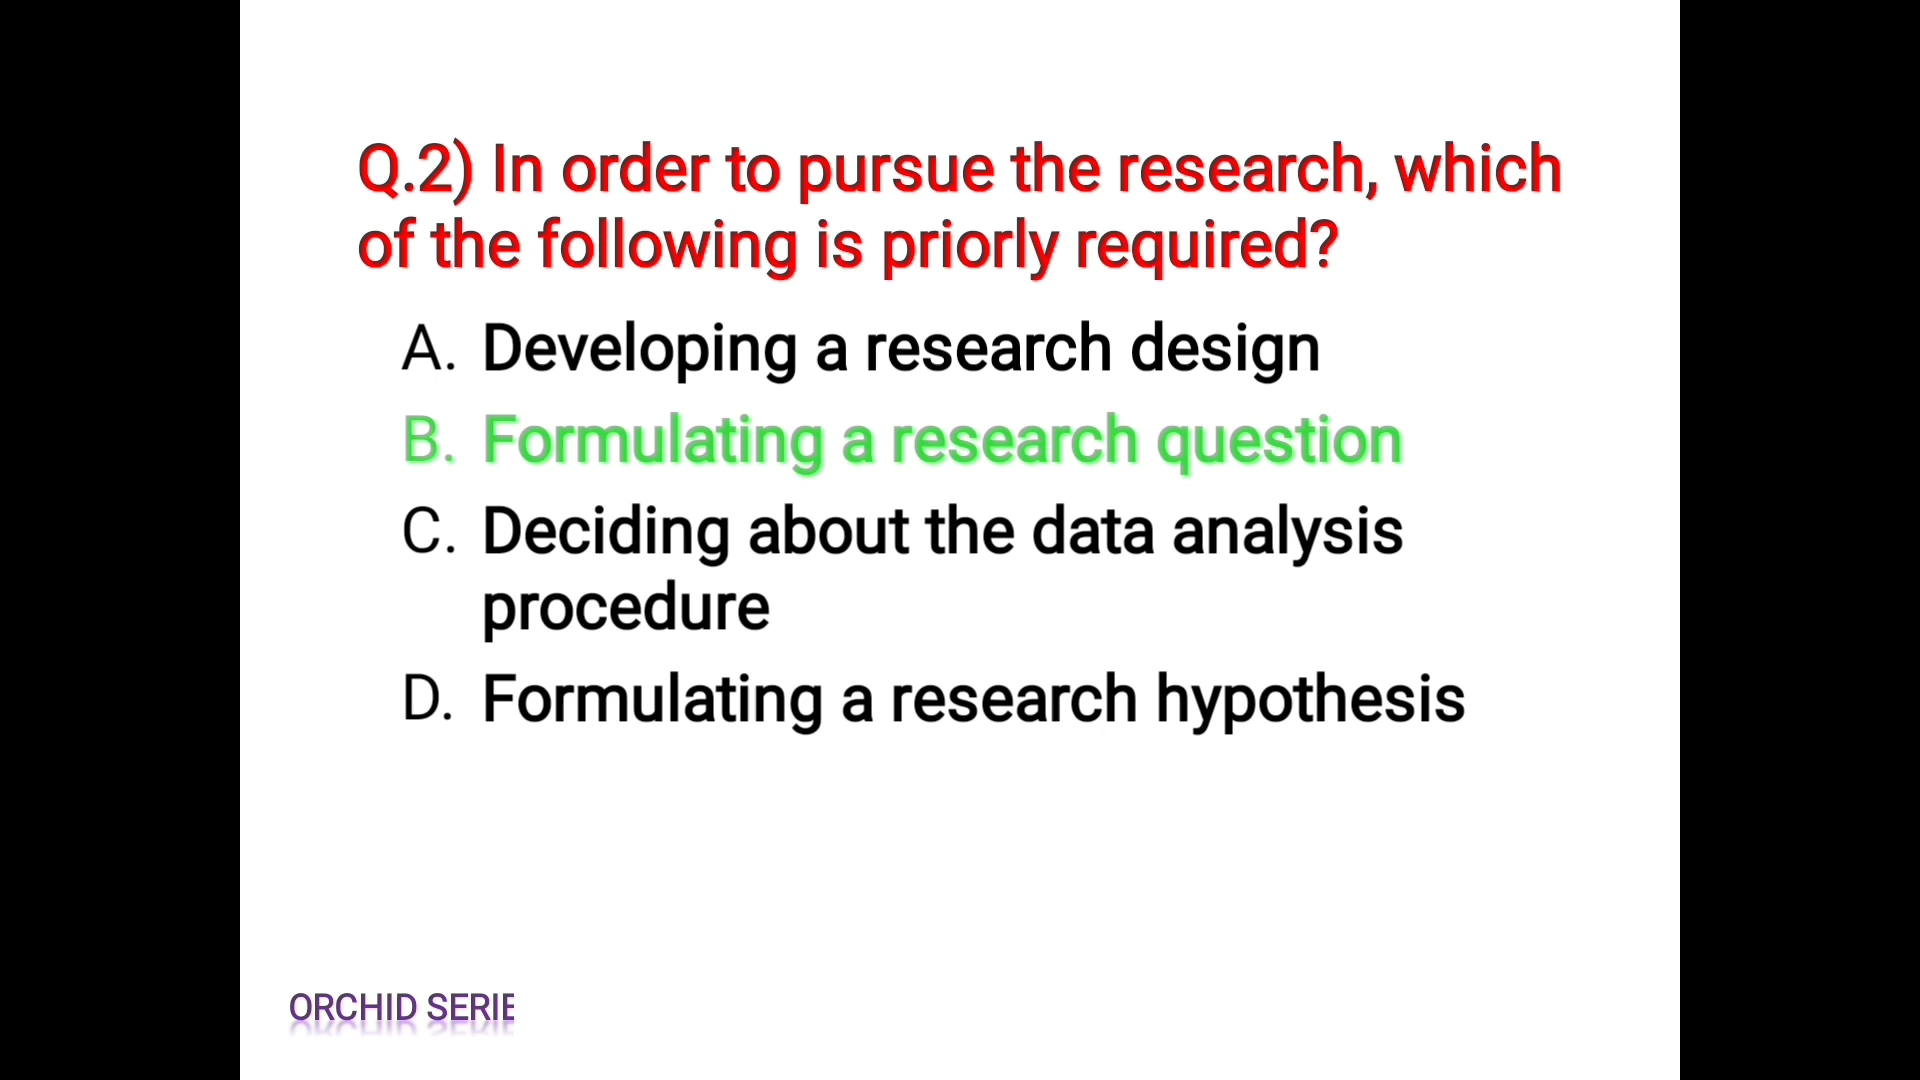 Q.2) In order to pursue the research, which
of the following is priorly required?
A. Developing a research design
B. Formulating a research question
C. Deciding about the data analysis
procedure
D. Formulating a research hypothesis
ORCHID SERIE